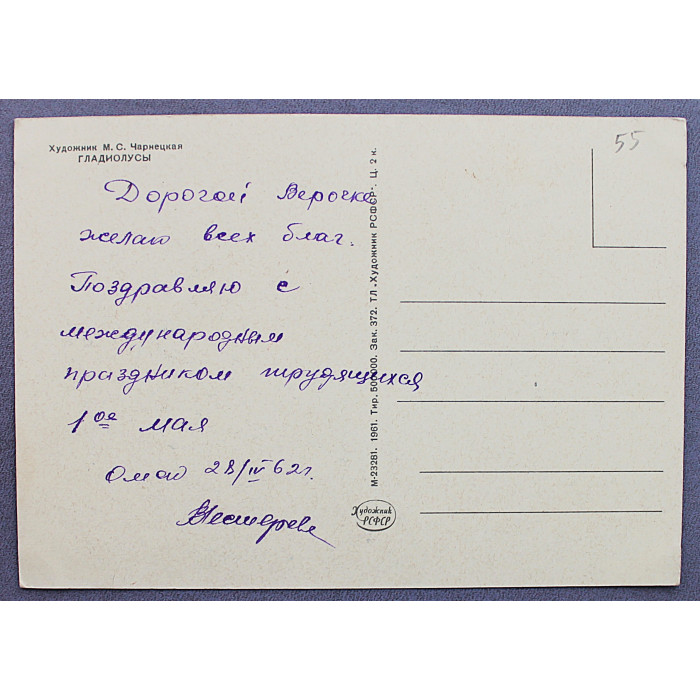 Художник М. С. Чарнецкая
ГЛАДИОЛУСЫ
55
Дорогой Верочке
желаю всех благ.
Поздравляю с
международным
праздником трудящихся
1ое мая
28/IV 62г.
М-23281. 1961. Тир. 500000. Зак. 372. ТЛ „Художник РСФСР". Ц. 2 к.
Художник
РСФСР